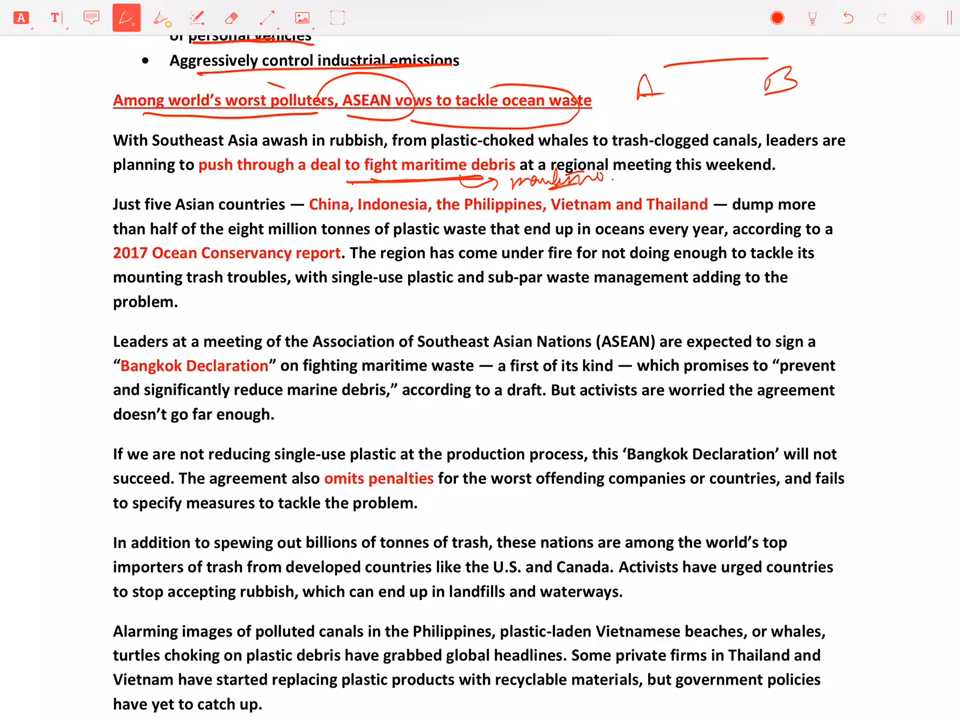 of personal vehicles
• Aggressively control industrial emissions
A B
Among world's worst polluters, ASEAN vows to tackle ocean waste
With Southeast Asia awash in rubbish, from plastic-choked whales to trash-clogged canals, leaders are
planning to push through a deal to fight maritime debris at a regional meeting this weekend.
Just five Asian countries — China, Indonesia, the Philippines, Vietnam and Thailand — dump more
than half of the eight million tonnes of plastic waste that end up in oceans every year, according to a
2017 Ocean Conservancy report. The region has come under fire for not doing enough to tackle its
mounting trash troubles, with single-use plastic and sub-par waste management adding to the
problem.
Leaders at a meeting of the Association of Southeast Asian Nations (ASEAN) are expected to sign a
“Bangkok Declaration” on fighting maritime waste — a first of its kind — which promises to “prevent
and significantly reduce marine debris,” according to a draft. But activists are worried the agreement
doesn't go far enough.
If we are not reducing single-use plastic at the production process, this ‘Bangkok Declaration’ will not
succeed. The agreement also omits penalties for the worst offending companies or countries, and fails
to specify measures to tackle the problem.
In addition to spewing out billions of tonnes of trash, these nations are among the world's top
importers of trash from developed countries like the U.S. and Canada. Activists have urged countries
to stop accepting rubbish, which can end up in landfills and waterways.
Alarming images of polluted canals in the Philippines, plastic-laden Vietnamese beaches, or whales,
turtles choking on plastic debris have grabbed global headlines. Some private firms in Thailand and
Vietnam have started replacing plastic products with recyclable materials, but government policies
have yet to catch up.